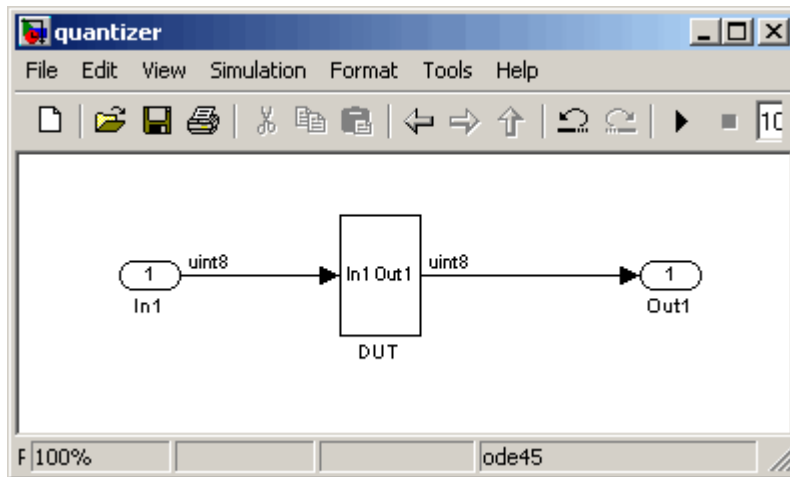 quantizer
File Edit View Simulation Format Tools Help
10
uint8 uint8
1 In1 Out1 1
In1 Out1
DUT
F 100% ode45